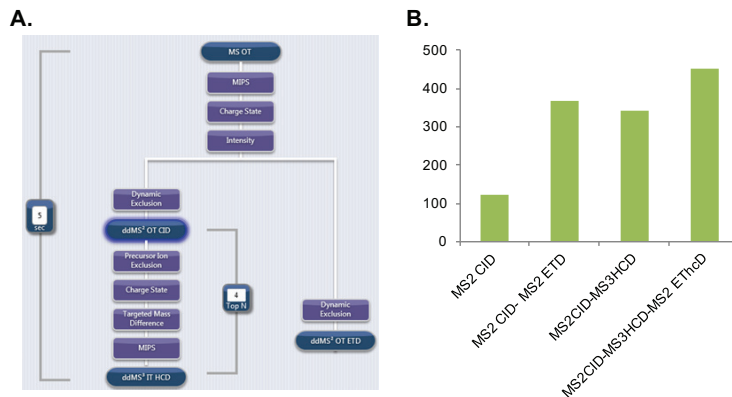 A.
MS OT
MIPS
Charge State
Intensity
Dynamic
Exclusion
ddMS² OT CID
Precursor Ion
Exclusion
Charge State
Targeted Mass
Difference
MIPS
ddMS³ IT HCD
5
sec
4
Top N
Dynamic
Exclusion
ddMS² OT ETD
B.
500
400
300
200
100
0
MS2 CID
MS2 CID- MS2 ETD
MS2CID-MS3HCD
MS2CID-MS3HCD-MS2 EThcD